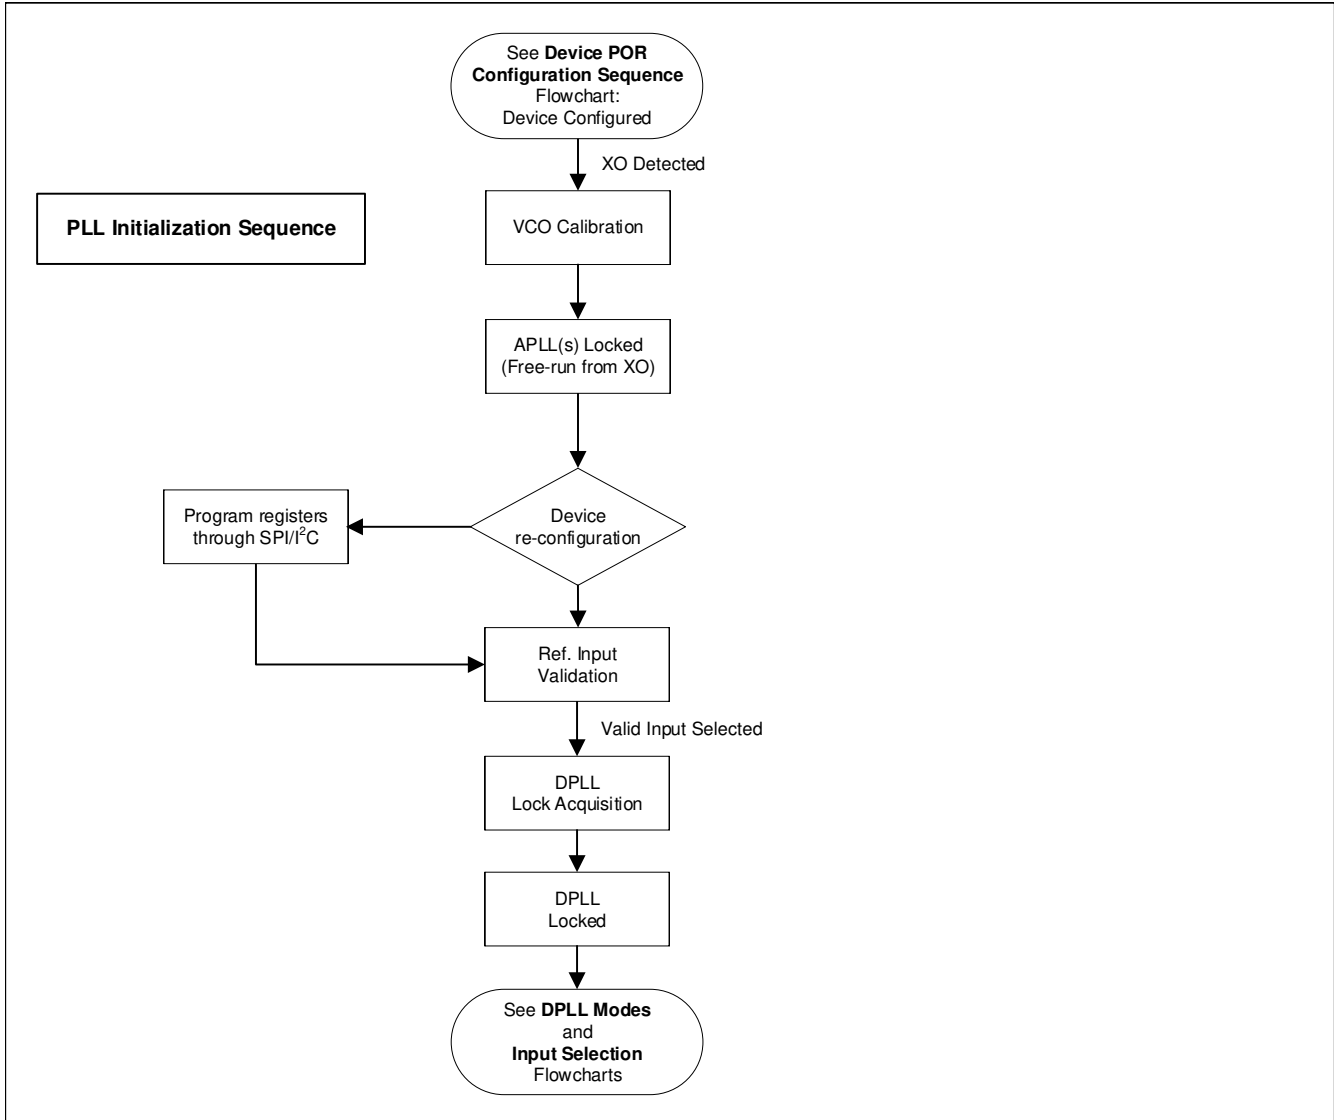 See Device POR
Configuration Sequence
Flowchart:
Device Configured
XO Detected
PLL Initialization Sequence
VCO Calibration
APLL(s) Locked
(Free-run from XO)
Program registers
through SPI/I²C
Device
re-configuration
Ref. Input
Validation
Valid Input Selected
DPLL
Lock Acquisition
DPLL
Locked
See DPLL Modes
and
Input Selection
Flowcharts